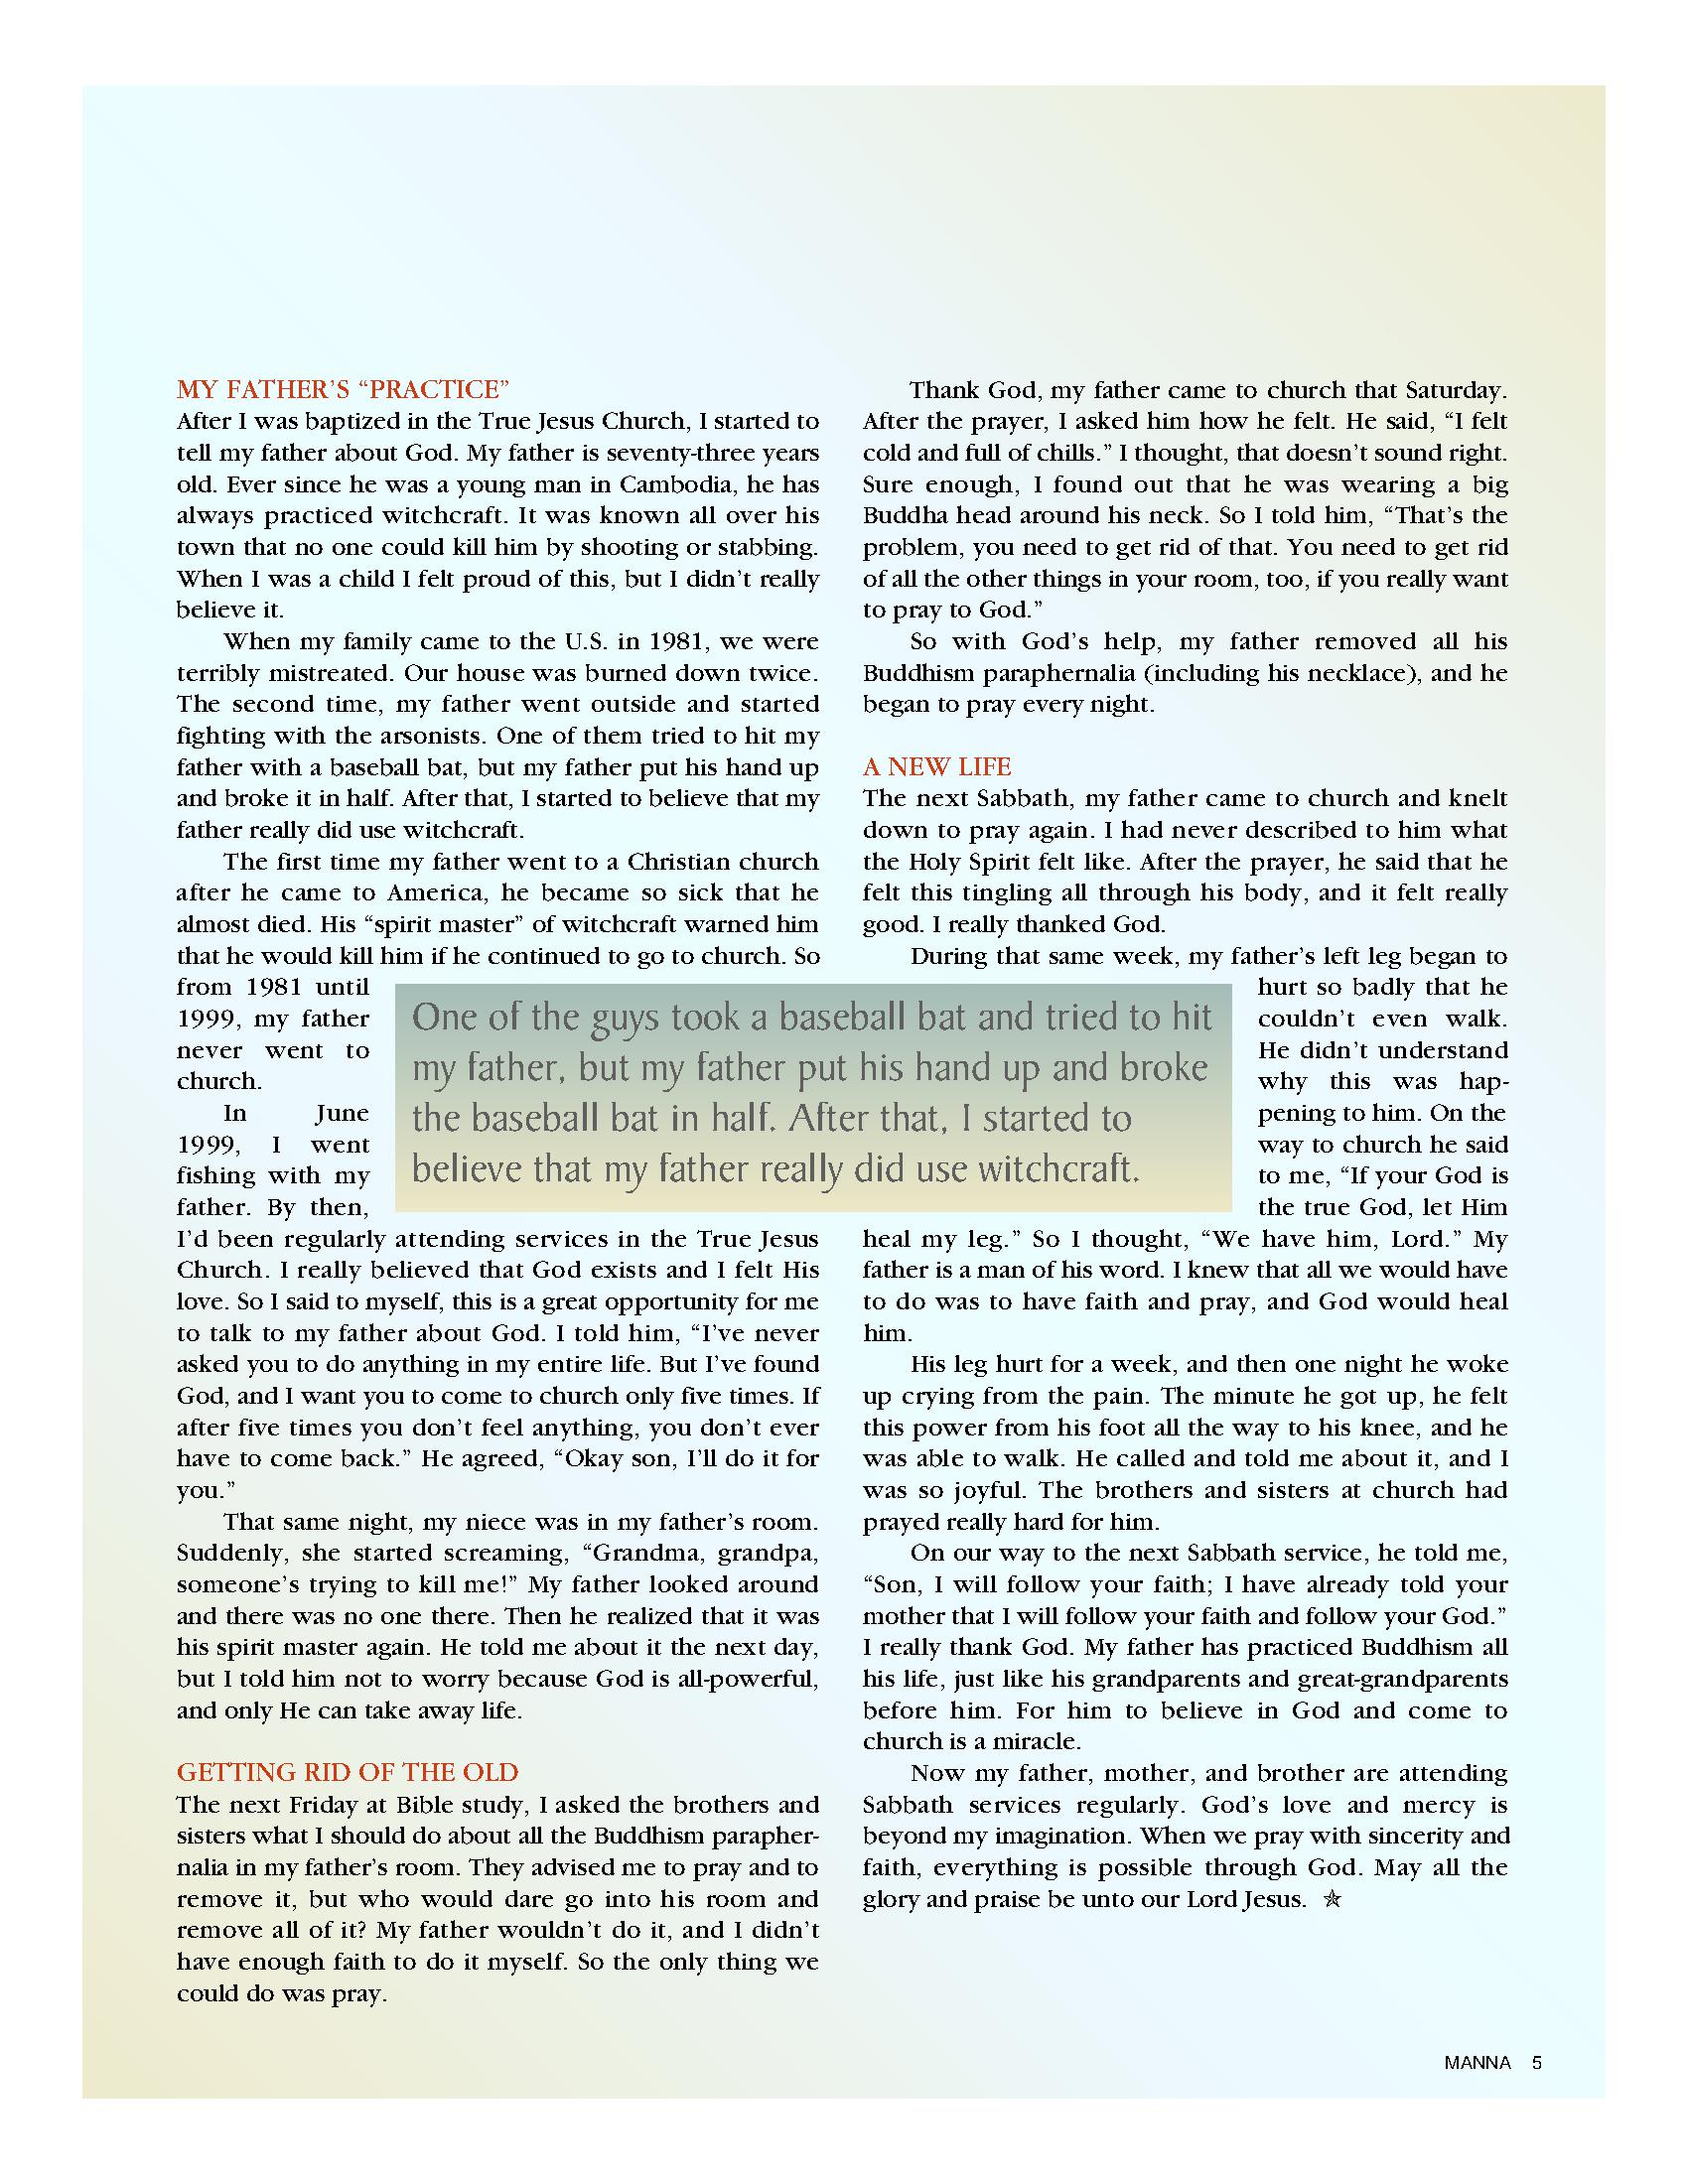 MY FATHER'S “PRACTICE”
After I was baptized in the True Jesus Church, I started to
tell my father about God. My father is seventy-three years
old. Ever since he was a young man in Cambodia, he has
always practiced witchcraft. It was known all over his
town that no one could kill him by shooting or stabbing.
When I was a child I felt proud of this, but I didn’t really
believe it.
When my family came to the U.S. in 1981, we were
terribly mistreated. Our house was burned down twice.
The second time, my father went outside and started
fighting with the arsonists. One of them tried to hit my
father with a baseball bat, but my father put his hand up
and broke it in half. After that, I started to believe that my
father really did use witchcraft.
The first time my father went to a Christian church
after he came to America, he became so sick that he
almost died. His “spirit master” of witchcraft warned him
that he would kill him if he continued to go to church. So
from 1981 until
1999, my father
never went to
church.
In June
1999, I went
fishing with my
father. By then,
I’d been regularly attending services in the True Jesus
Church. I really believed that God exists and I felt His
love. So I said to myself, this is a great opportunity for me
to talk to my father about God. I told him, “I’ve never
asked you to do anything in my entire life. But I’ve found
God, and I want you to come to church only five times. If
after five times you don’t feel anything, you don’t ever
have to come back.” He agreed, “Okay son, I’ll do it for
you.”
That same night, my niece was in my father’s room.
Suddenly, she started screaming, “Grandma, grandpa,
someone’s trying to kill me!” My father looked around
and there was no one there. Then he realized that it was
his spirit master again. He told me about it the next day,
but I told him not to worry because God is all-powerful,
and only He can take away life.
GETTING RID OF THE OLD
The next Friday at Bible study, I asked the brothers and
sisters what I should do about all the Buddhism parapher-
nalia in my father’s room. They advised me to pray and to
remove it, but who would dare go into his room and
remove all of it? My father wouldn’t do it, and I didn’t
have enough faith to do it myself. So the only thing we
could do was pray.
One of the guys took a baseball bat and tried to hit
my father, but my father put his hand up and broke
the baseball bat in half. After that, I started to
believe that my father really did use witchcraft.
Thank God, my father came to church that Saturday.
After the prayer, I asked him how he felt. He said, “I felt
cold and full of chills.” I thought, that doesn’t sound right.
Sure enough, I found out that he was wearing a big
Buddha head around his neck. So I told him, “That’s the
problem, you need to get rid of that. You need to get rid
of all the other things in your room, too, if you really want
to pray to God.”
So with God’s help, my father removed all his
Buddhism paraphernalia (including his necklace), and he
began to pray every night.
A NEW LIFE
The next Sabbath, my father came to church and knelt
down to pray again. I had never described to him what
the Holy Spirit felt like. After the prayer, he said that he
felt this tingling all through his body, and it felt really
good. I really thanked God.
During that same week, my father’s left leg began to
hurt so badly that he
couldn’t even walk.
He didn’t understand
why this was hap-
pening to him. On the
way to church he said
to me, “If your God is
the true God, let Him
heal my leg.” So I thought, “We have him, Lord.” My
father is a man of his word. I knew that all we would have
to do was to have faith and pray, and God would heal
him.
His leg hurt for a week, and then one night he woke
up crying from the pain. The minute he got up, he felt
this power from his foot all the way to his knee, and he
was able to walk. He called and told me about it, and I
was so joyful. The brothers and sisters at church had
prayed really hard for him.
On our way to the next Sabbath service, he told me,
“Son, I will follow your faith; I have already told your
mother that I will follow your faith and follow your God.”
I really thank God. My father has practiced Buddhism all
his life, just like his grandparents and great-grandparents
before him. For him to believe in God and come to
church is a miracle.
Now my father, mother, and brother are attending
Sabbath services regularly. God’s love and mercy is
beyond my imagination. When we pray with sincerity and
faith, everything is possible through God. May all the
glory and praise be unto our Lord Jesus. ✯
MANNA 5